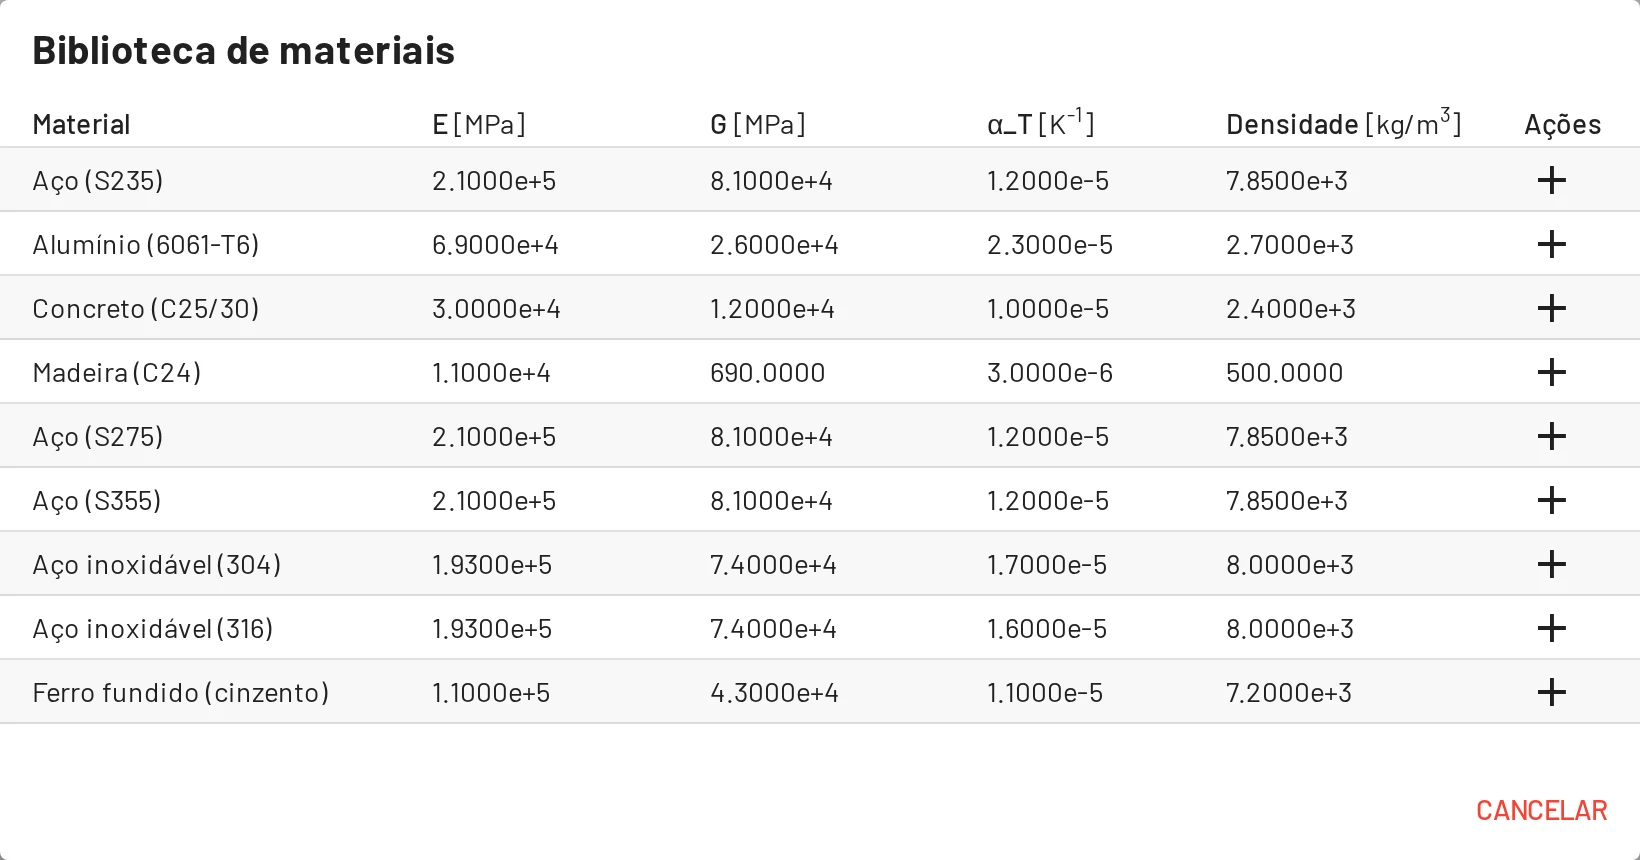 Biblioteca de materiais
Material E [MPa] G [MPa] α_T [K⁻¹] Densidade [kg/m³] Ações
Aço (S235) 2.1000e+5 8.1000e+4 1.2000e-5 7.8500e+3 +
Alumínio (6061-T6) 6.9000e+4 2.6000e+4 2.3000e-5 2.7000e+3 +
Concreto (C25/30) 3.0000e+4 1.2000e+4 1.0000e-5 2.4000e+3 +
Madeira (C24) 1.1000e+4 690.0000 3.0000e-6 500.0000 +
Aço (S275) 2.1000e+5 8.1000e+4 1.2000e-5 7.8500e+3 +
Aço (S355) 2.1000e+5 8.1000e+4 1.2000e-5 7.8500e+3 +
Aço inoxidável (304) 1.9300e+5 7.4000e+4 1.7000e-5 8.0000e+3 +
Aço inoxidável (316) 1.9300e+5 7.4000e+4 1.6000e-5 8.0000e+3 +
Ferro fundido (cinzento) 1.1000e+5 4.3000e+4 1.1000e-5 7.2000e+3 +
CANCELAR